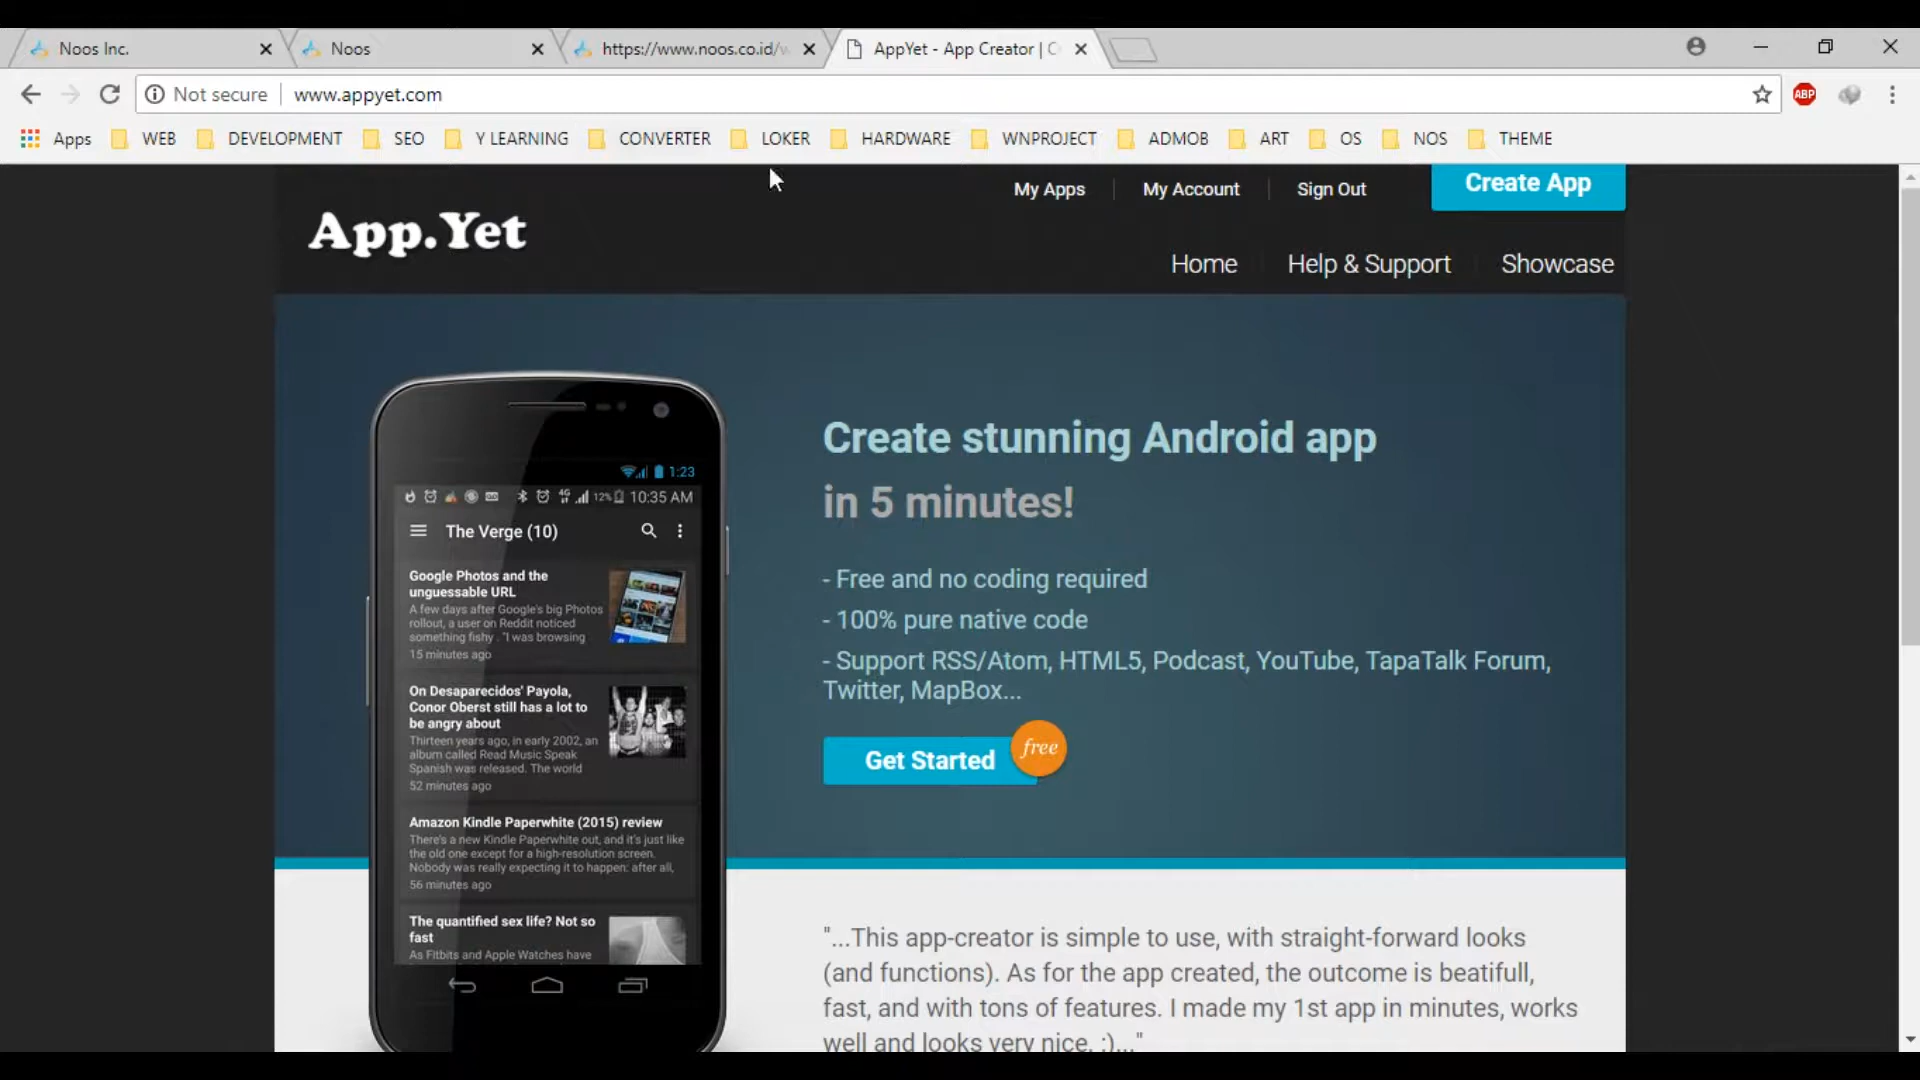 Noos Inc.
Noos
https://www.noos.co.id/w
AppYet - App Creator | C
Not secure
www.appyet.com
ABP
Apps
WEB
DEVELOPMENT
SEO
Y LEARNING
CONVERTER
LOKER
HARDWARE
WNPROJECT
ADMOB
ART
OS
NOS
THEME
My Apps
My Account
Sign Out
Create App
App.Yet
Home
Help & Support
Showcase
1:23
4G
12%
10:35 AM
The Verge (10)
Google Photos and the
unguessable URL
A few days after Google's big Photos
rollout, a user on Reddit noticed
something fishy . "I was browsing
15 minutes ago
On Desaparecidos' Payola,
Conor Oberst still has a lot to
be angry about
Thirteen years ago, in early 2002, an
album called Read Music Speak
Spanish was released. The world
52 minutes ago
Amazon Kindle Paperwhite (2015) review
There's a new Kindle Paperwhite out, and it's just like
the old one except for a high-resolution screen.
Nobody was really expecting it to happen: after all,
56 minutes ago
The quantified sex life? Not so
fast
As Fitbits and Apple Watches have
Create stunning Android app
in 5 minutes!
- Free and no coding required
- 100% pure native code
- Support RSS/Atom, HTML5, Podcast, YouTube, TapaTalk Forum,
Twitter, MapBox...
Get Started
free
"...This app-creator is simple to use, with straight-forward looks
(and functions). As for the app created, the outcome is beatifull,
fast, and with tons of features. I made my 1st app in minutes, works
well and looks very nice. :)..."